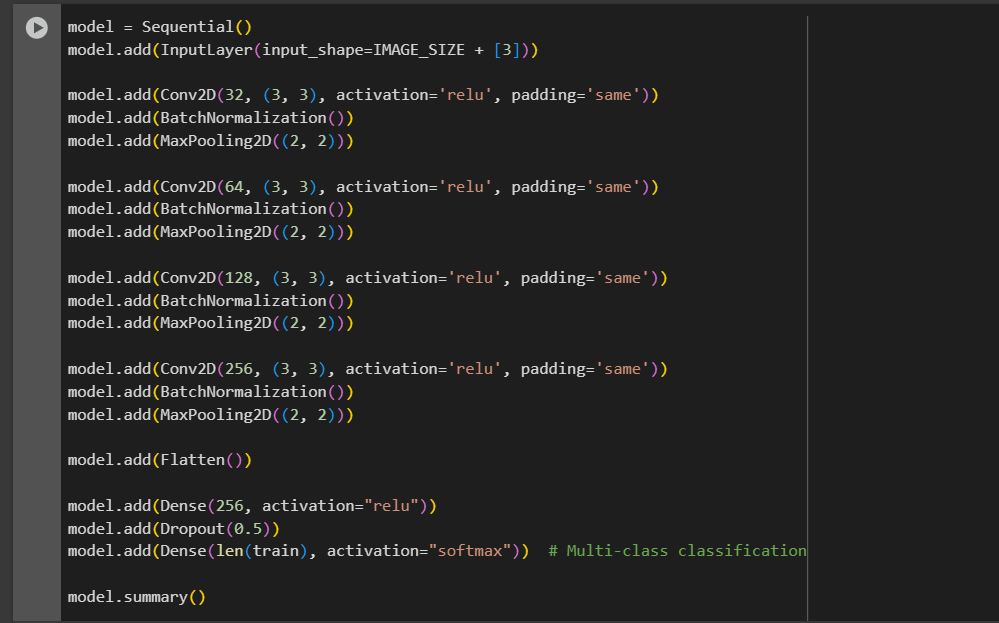 model = Sequential()
model.add(InputLayer(input_shape=IMAGE_SIZE + [3]))
model.add(Conv2D(32, (3, 3), activation='relu', padding='same'))
model.add(BatchNormalization())
model.add(MaxPooling2D((2, 2)))
model.add(Conv2D(64, (3, 3), activation='relu', padding='same'))
model.add(BatchNormalization())
model.add(MaxPooling2D((2, 2)))
model.add(Conv2D(128, (3, 3), activation='relu', padding='same'))
model.add(BatchNormalization())
model.add(MaxPooling2D((2, 2)))
model.add(Conv2D(256, (3, 3), activation='relu', padding='same'))
model.add(BatchNormalization())
model.add(MaxPooling2D((2, 2)))
model.add(Flatten())
model.add(Dense(256, activation="relu"))
model.add(Dropout(0.5))
model.add(Dense(len(train), activation="softmax"))  # Multi-class classification
model.summary()